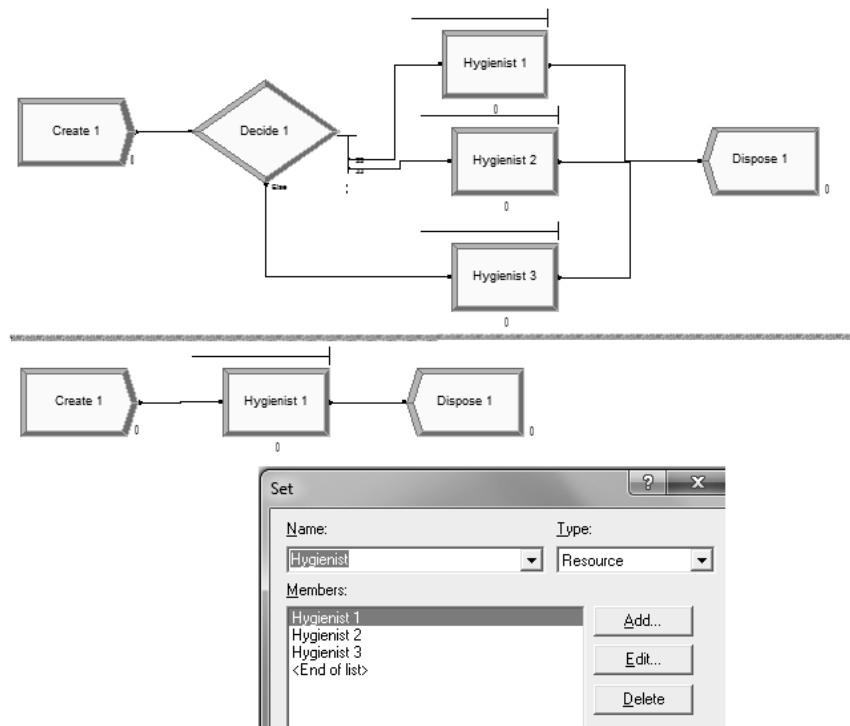 Hygienist 1
0
Create 1
0
Decide 1
Else
Hygienist 2
0
Dispose 1
0
Hygienist 3
0
Create 1
0
Hygienist 1
0
Dispose 1
0
Set
?
X
Name:
Type:
Hygienist
Resource
Members:
Hygienist 1
Hygienist 2
Hygienist 3
<End of list>
Add...
Edit...
Delete